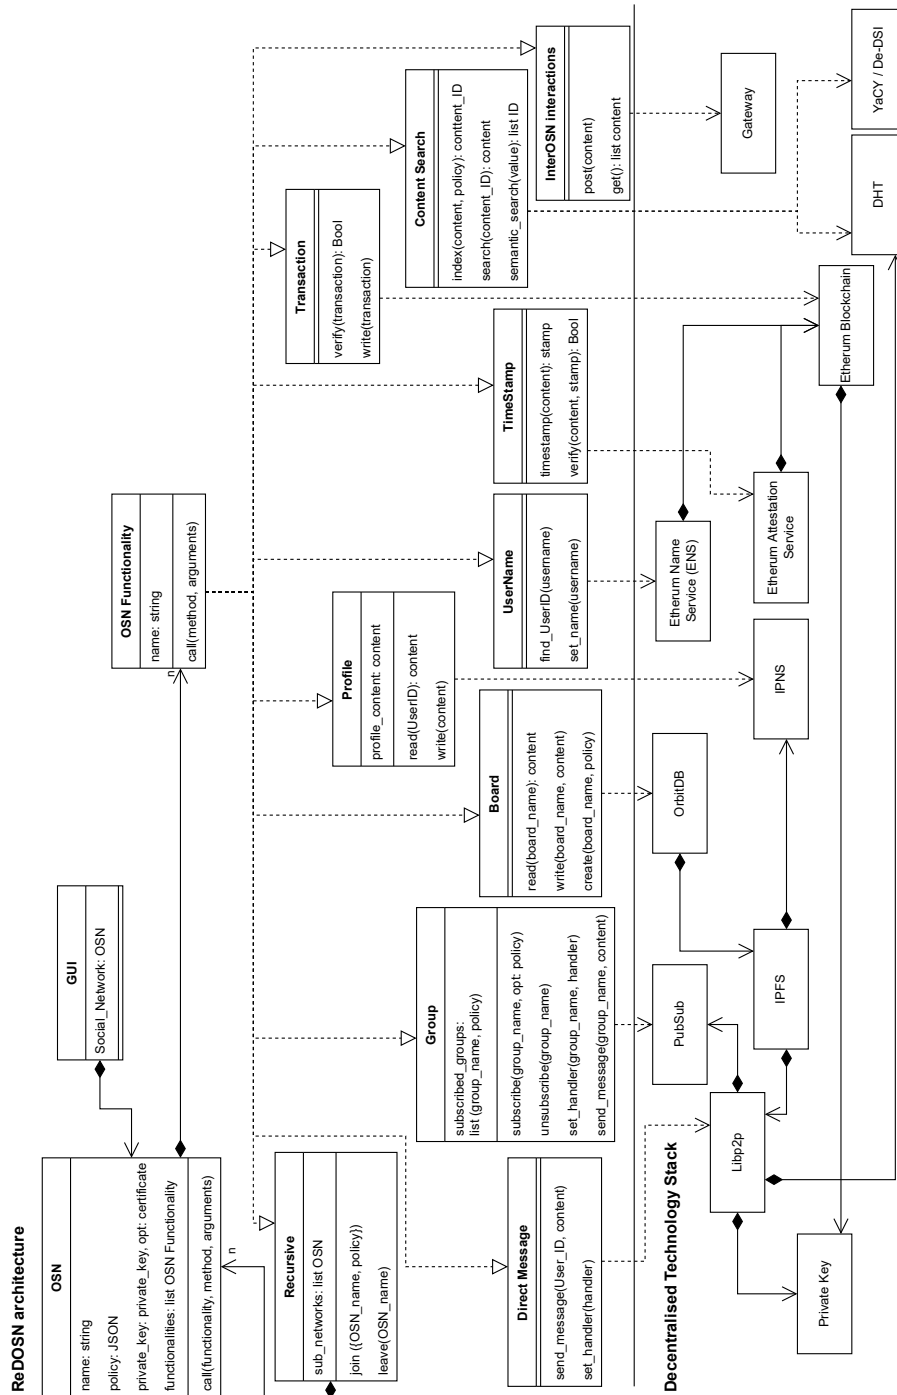 ReDOSN architecture
OSN
name: string
policy: JSON
private_key: private_key, opt: certificate
functionalities: list OSN Functionality
call(functionality, method, arguments)
n
GUI
Social_Network: OSN
OSN Functionality
name: string
call(method, arguments)
n
Recursive
sub_networks: list OSN
join ({OSN_name, policy})
leave(OSN_name)
Direct Message
send_message(User_ID, content)
set_handler(handler)
Group
subscribed_groups:
list (group_name, policy)
subscribe(group_name, opt: policy)
unsubscribe(group_name)
set_handler(group_name, handler)
send_message(group_name, content)
Board
read(board_name): content
write(board_name, content)
create(board_name, policy)
Profile
profile_content: content
read(UserID): content
write(content)
UserName
find_UserID(username)
set_name(username)
TimeStamp
timestamp(content): stamp
verify(content, stamp): Bool
Transaction
verify(transaction): Bool
write(transaction)
Content Search
index(content, policy): conttent_ID
search(content_ID): content
semantic_search(value): list ID
InterOSN interactions
post(content)
get(): list content
Decentralised Technology Stack
Private Key
Libp2p
PubSub
IPFS
OrbitDB
IPNS
Etherum Name
Service (ENS)
Etherum Attestation
Service
Etherum Blockchain
Gateway
DHT
YaCY / De-DSI